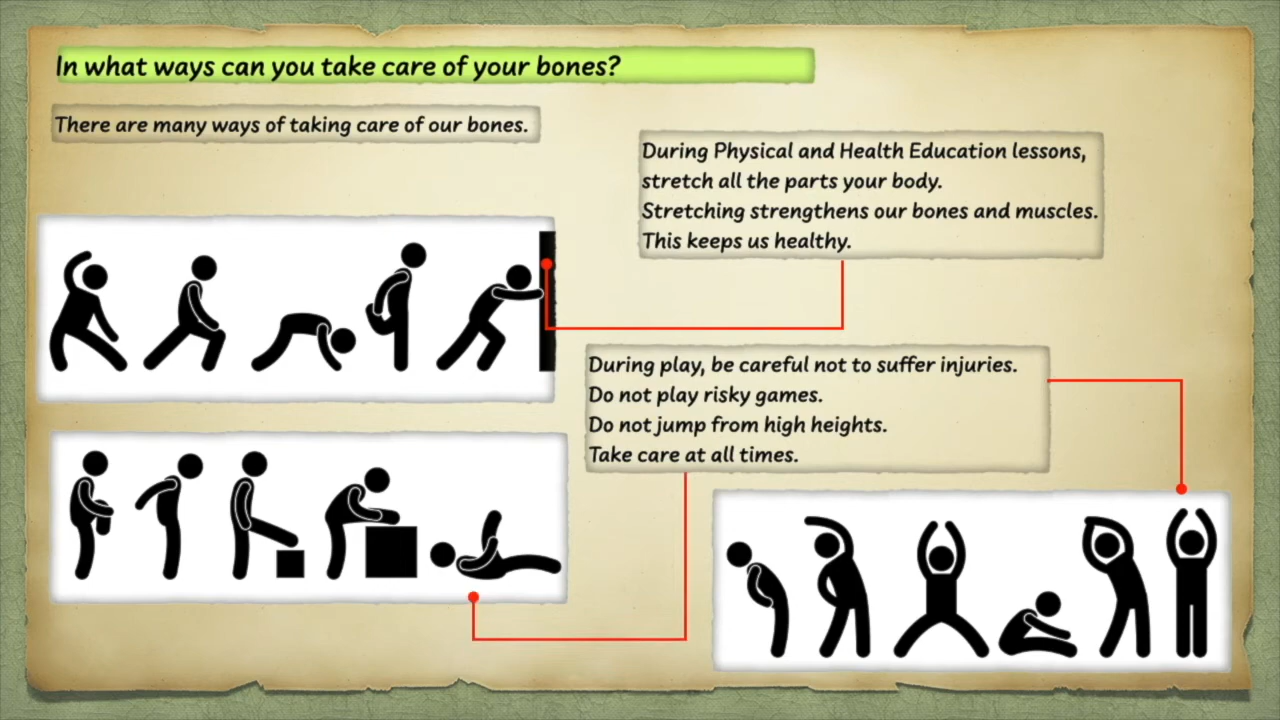 In what ways can you take care of your bones?
There are many ways of taking care of our bones.
During Physical and Health Education lessons,
stretch all the parts your body.
Stretching strengthens our bones and muscles.
This keeps us healthy.
During play, be careful not to suffer injuries.
Do not play risky games.
Do not jump from high heights.
Take care at all times.